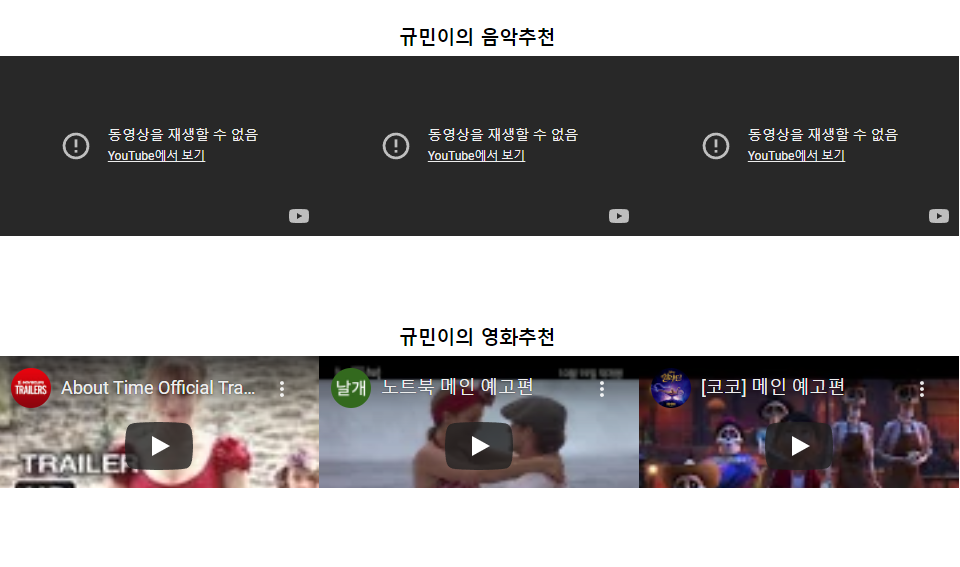 규민이의 음악추천
동영상을 재생할 수 없음
YouTube에서 보기
동영상을 재생할 수 없음
YouTube에서 보기
동영상을 재생할 수 없음
YouTube에서 보기
규민이의 영화추천
TRAILERS
About Time Official Tra...
날개
노트북 메인 예고편
[코코] 메인 예고편
TRAILER